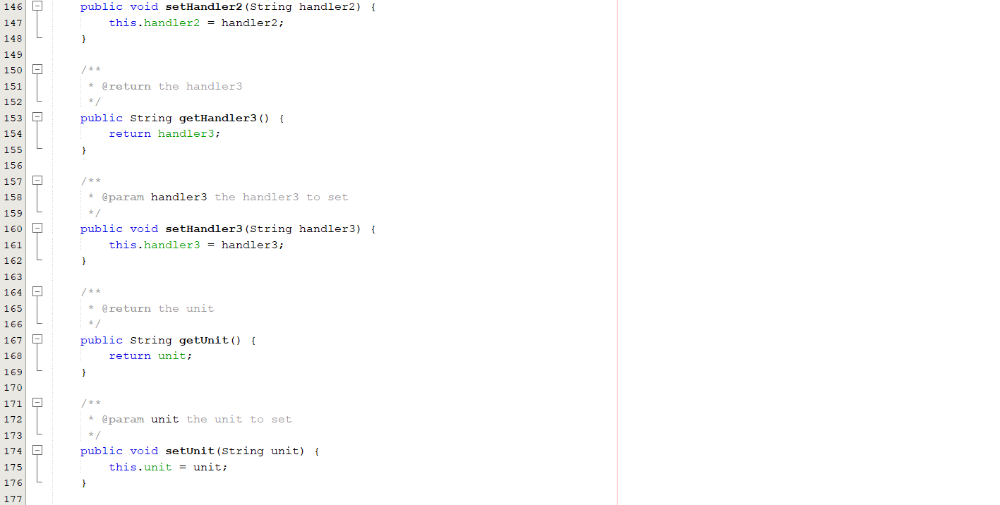 146 public void setHandler2(String handler2) {
147 this.handler2 = handler2;
148 }
149
150 /**
151 * @return the handler3
152 */
153 public String getHandler3() {
154 return handler3;
155 }
156
157 /**
158 * @param handler3 the handler3 to set
159 */
160 public void setHandler3(String handler3) {
161 this.handler3 = handler3;
162 }
163
164 /**
165 * @return the unit
166 */
167 public String getUnit() {
168 return unit;
169 }
170
171 /**
172 * @param unit the unit to set
173 */
174 public void setUnit(String unit) {
175 this.unit = unit;
176 }
177